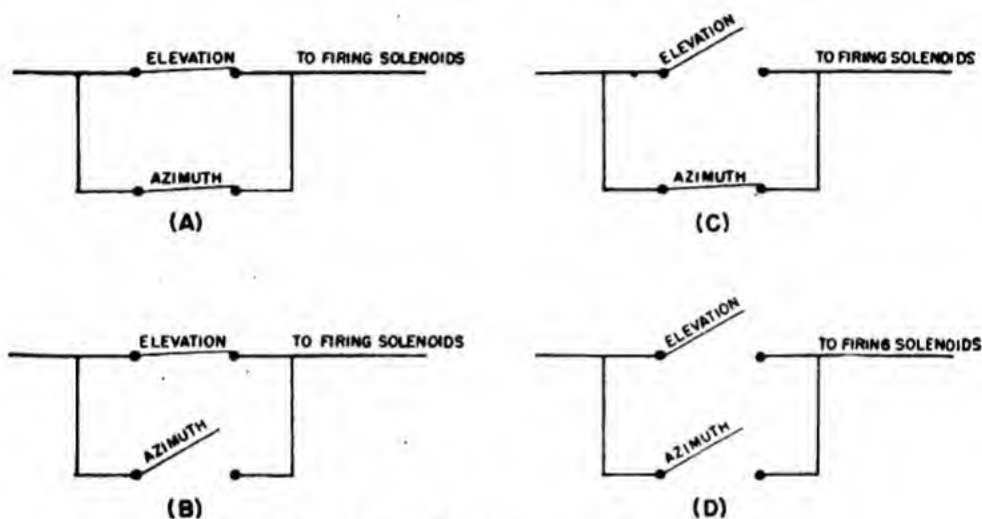 ELEVATION
TO FIRING SOLENOIDS
AZIMUTH
(A)
ELEVATION
TO FIRING SOLENOIDS
AZIMUTH
(C)
ELEVATION
TO FIRING SOLENOIDS
AZIMUTH
(B)
ELEVATION
TO FIRING SOLENOIDS
AZIMUTH
(D)